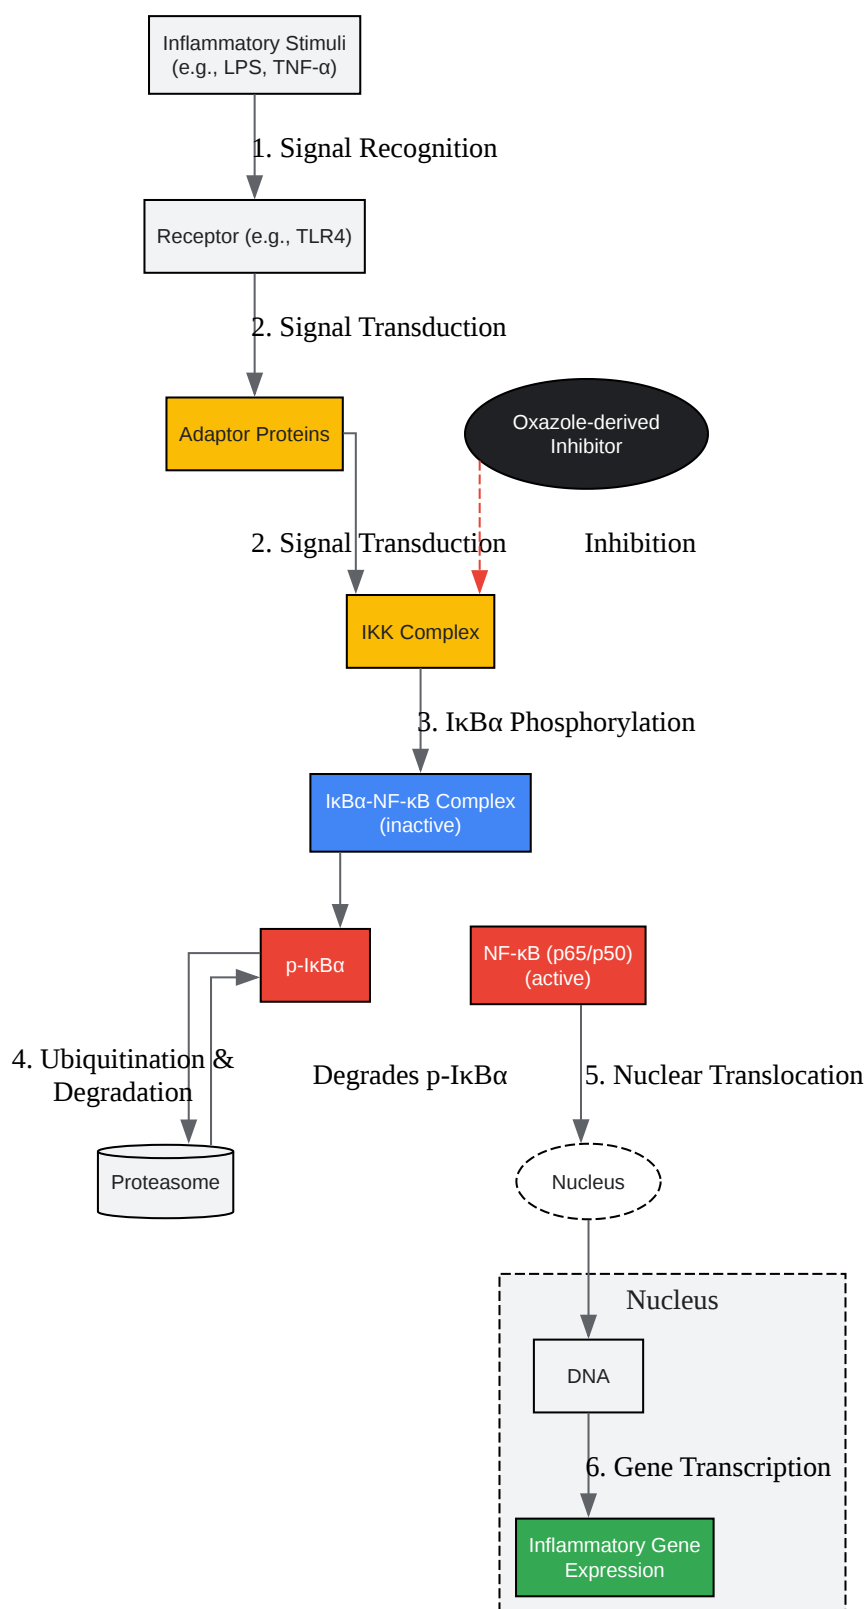 Inflammatory Stimuli
(e.g., LPS, TNF-α)
1. Signal Recognition
Receptor (e.g., TLR4)
2. Signal Transduction
Adaptor Proteins
Oxazole-derived
Inhibitor
2. Signal Transduction
Inhibition
IKK Complex
3. IκBα Phosphorylation
IκBα-NF-κB Complex
(inactive)
p-IκBα
NF-κB (p65/p50)
(active)
4. Ubiquitination &
Degradation
Degrades p-IκBα
5. Nuclear Translocation
Proteasome
Nucleus
Nucleus
DNA
6. Gene Transcription
Inflammatory Gene
Expression